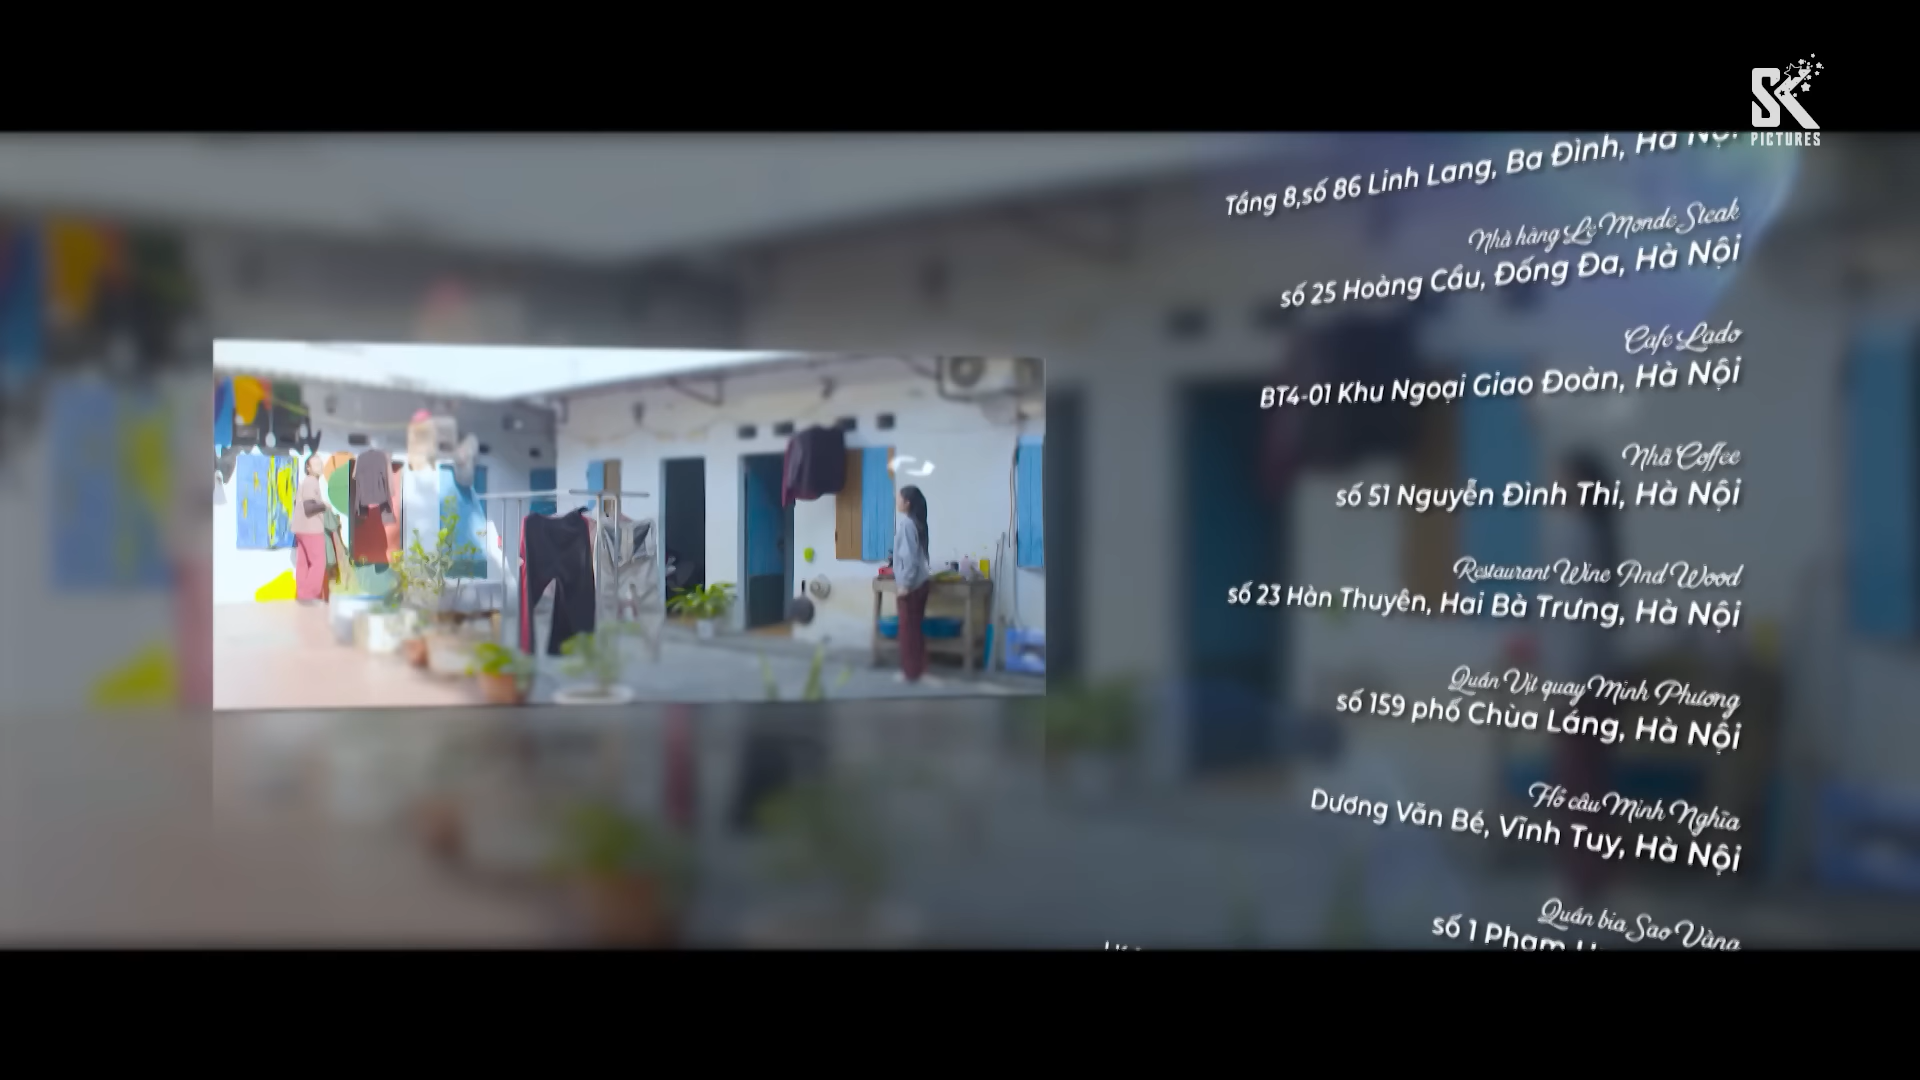 SK
PICTURES
Tầng 8,số 86 Linh Lang, Ba Đình, Hà Nội
Nhà hàng Le Monde Steak
số 25 Hoàng Cầu, Đống Đa, Hà Nội
Cafe Lado
BT4-01 Khu Ngoại Giao Đoàn, Hà Nội
Nhã Coffee
số 51 Nguyễn Đình Thi, Hà Nội
Restaurant Wine And Wood
số 23 Hàn Thuyên, Hai Bà Trưng, Hà Nội
Quán Vịt quay Minh Phương
số 159 phố Chùa Láng, Hà Nội
Hồ câu Minh Nghĩa
Dương Văn Bé, Vĩnh Tuy, Hà Nội
Quán bia Sao Vàng
số 1 Phạm